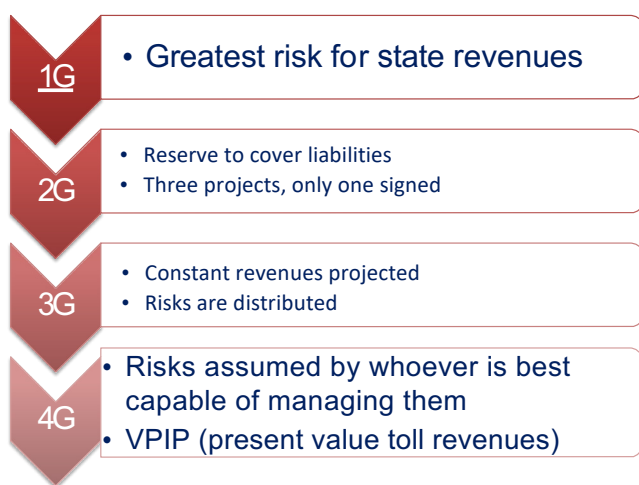 1G
• Greatest risk for state revenues
2G
• Reserve to cover liabilities
• Three projects, only one signed
3G
• Constant revenues projected
• Risks are distributed
4G
• Risks assumed by whoever is best
capable of managing them
• VPIP (present value toll revenues)